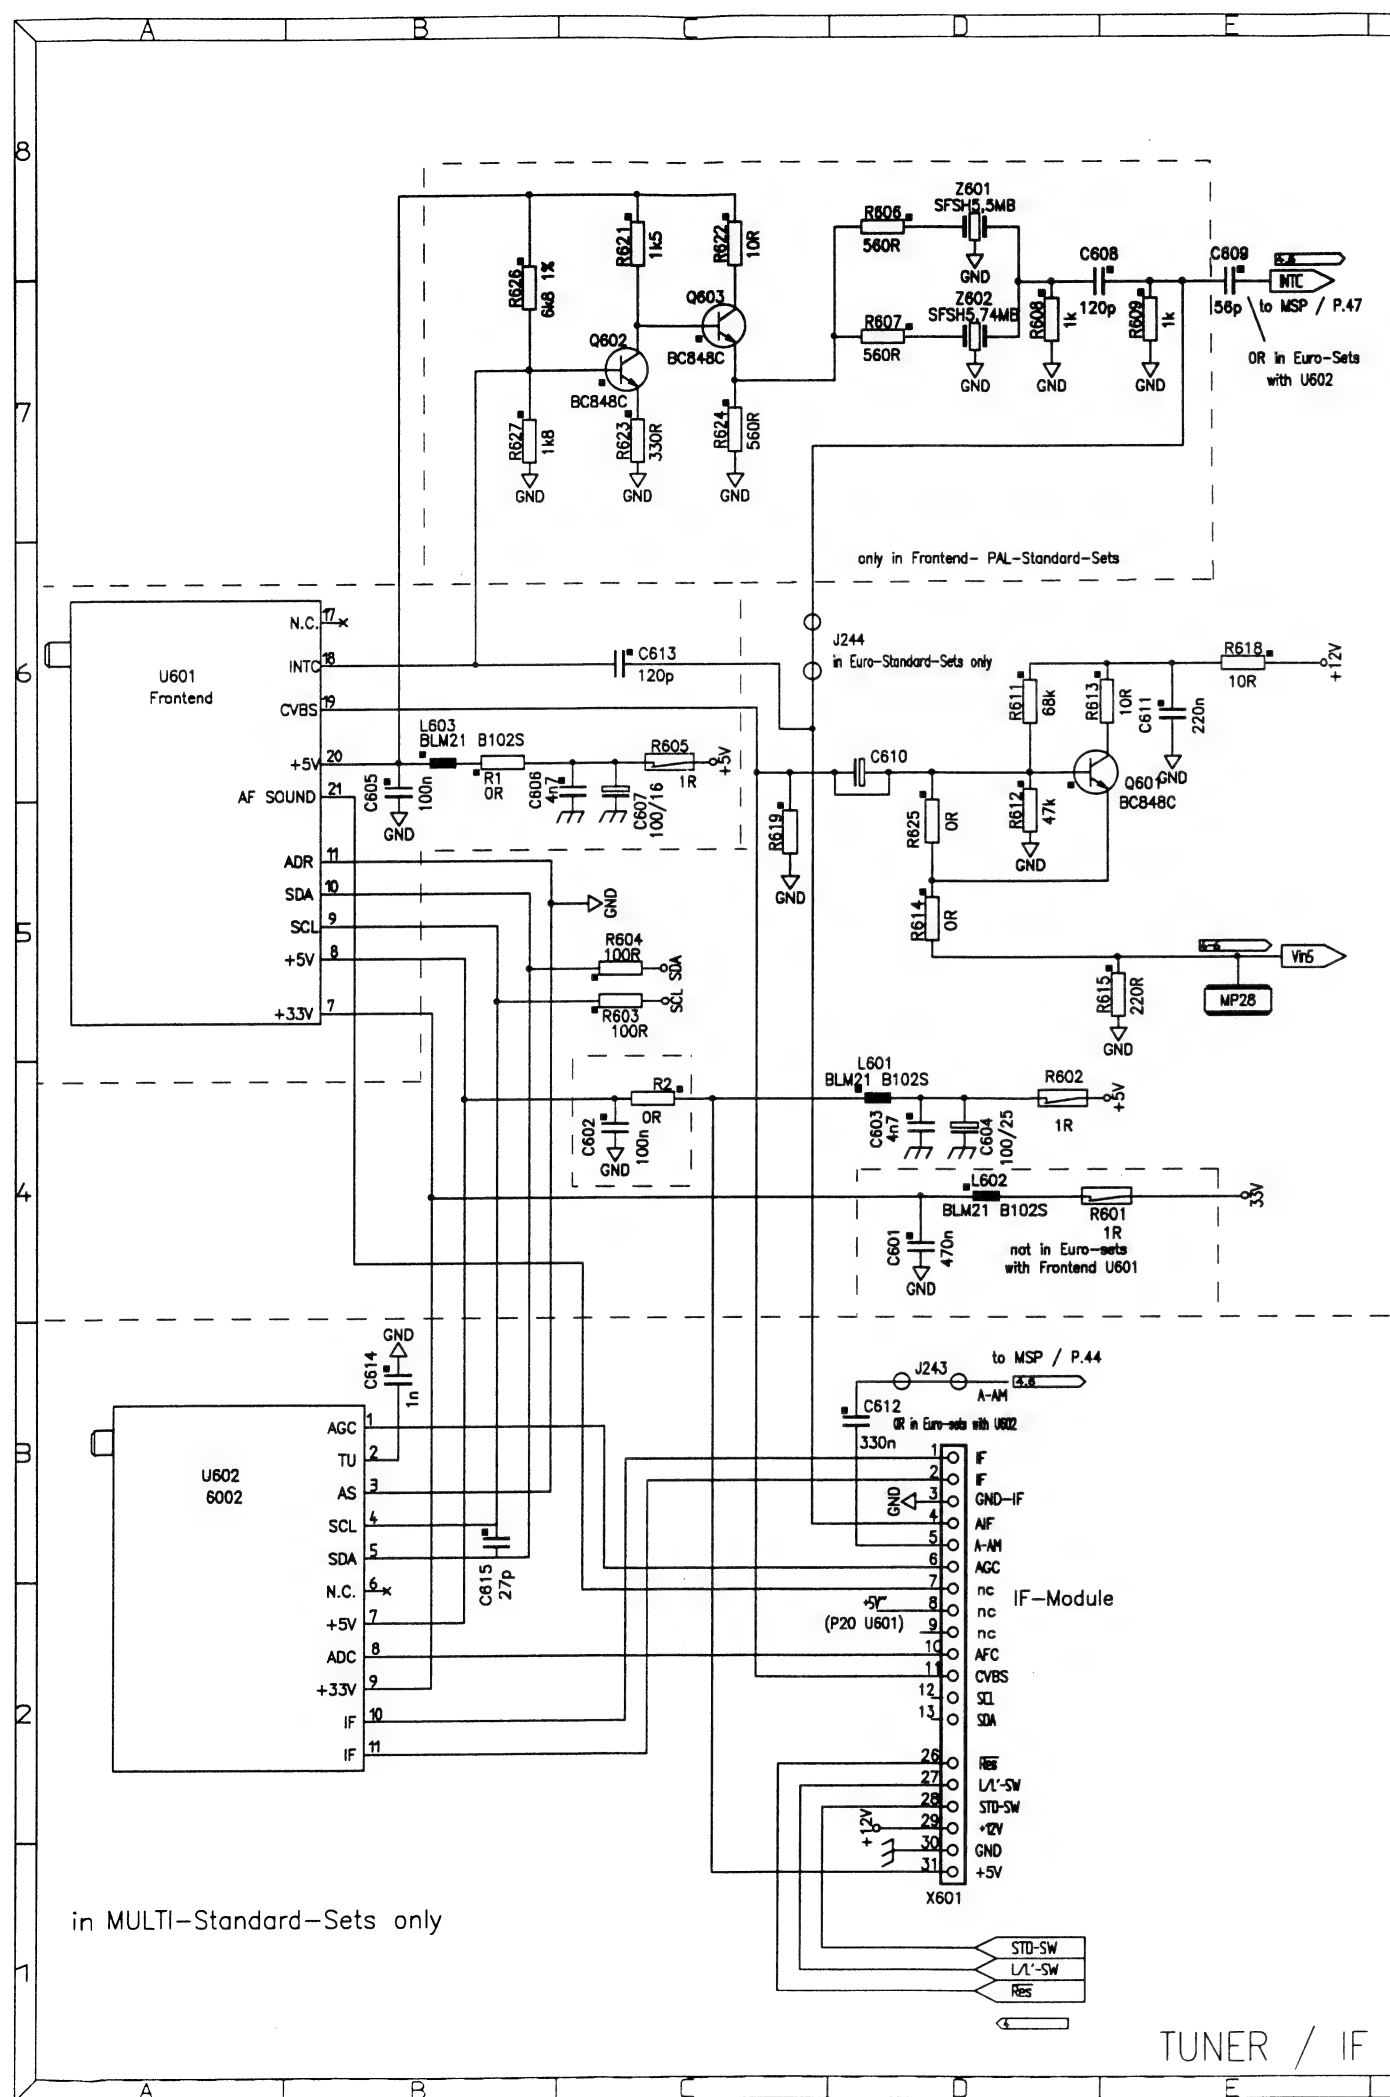 A B C D E
8
Z601
SFSH5,5MB
R606
560R
GND
R621
1k5
R622
10R
R626
6k8 1%
C608
120p
C609
56p
INTC
to MSP / P.47
0R in Euro-Sets
with U602
Q603
BC848C
Z602
SFSH5,74MB
R607
560R
GND
R608
1k
GND
R609
1k
GND
Q602
BC848C
7
R627
1k8
GND
R623
330R
GND
R624
560R
GND
only in Frontend- PAL-Standard-Sets
U601
Frontend
N.C. 17
INTC 18
CVBS 19
+5V 20
AF SOUND 21
ADR 11
SDA 10
SCL 9
+5V 8
+33V 7
6
C613
120p
J244
in Euro-Standard-Sets only
R618
10R
+12V
R611
68k
R613
10R
C611
220n
GND
L603
BLM21 B102S
R1
0R
C605
100n
GND
C606
4n7
C607
100/16
R605
1R
+5V
C610
Q601
BC848C
R619
GND
R625
0R
R612
47k
GND
GND
5
R604
100R
SDA
R603
100R
SCL
R614
0R
Vin5
MP28
R615
220R
GND
R2
0R
C602
100n
GND
L601
BLM21 B102S
C603
4n7
C604
100/25
R602
1R
+5V
4
L602
BLM21 B102S
R601
1R
33V
C601
470n
GND
not in Euro-sets
with Frontend U601
GND
C614
1n
to MSP / P.44
J243
4.6
A-AM
C612
330n
0R in Euro-sets with U602
3
U602
6002
AGC 1
TU 2
AS 3
SCL 4
SDA 5
N.C. 6
+5V 7
ADC 8
+33V 9
IF 10
IF 11
C615
27p
GND
1 IF
2 IF
3 GND-IF
4 AIF
5 A-AM
6 AGC
7 nc
8 nc
9 nc
10 AFC
11 CVBS
12 SCL
13 SDA
26 Res
27 L/L'-SW
28 STD-SW
29 +12V
30 GND
31 +5V
IF-Module
+5V"
(P20 U601)
2
+12V
X601
in MULTI-Standard-Sets only
1
STD-SW
L/L'-SW
Res
TUNER / IF
A B C D E